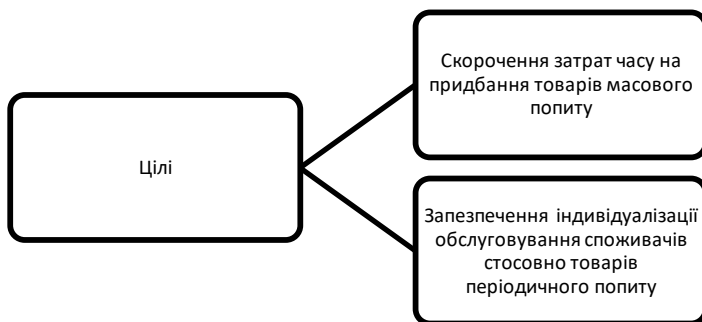 Цілі
Скорочення затрат часу на
придбання товарів масового
попиту
Запезпечення індивідуалізації
обслуговування споживачів
стосовно товарів
періодичного попиту